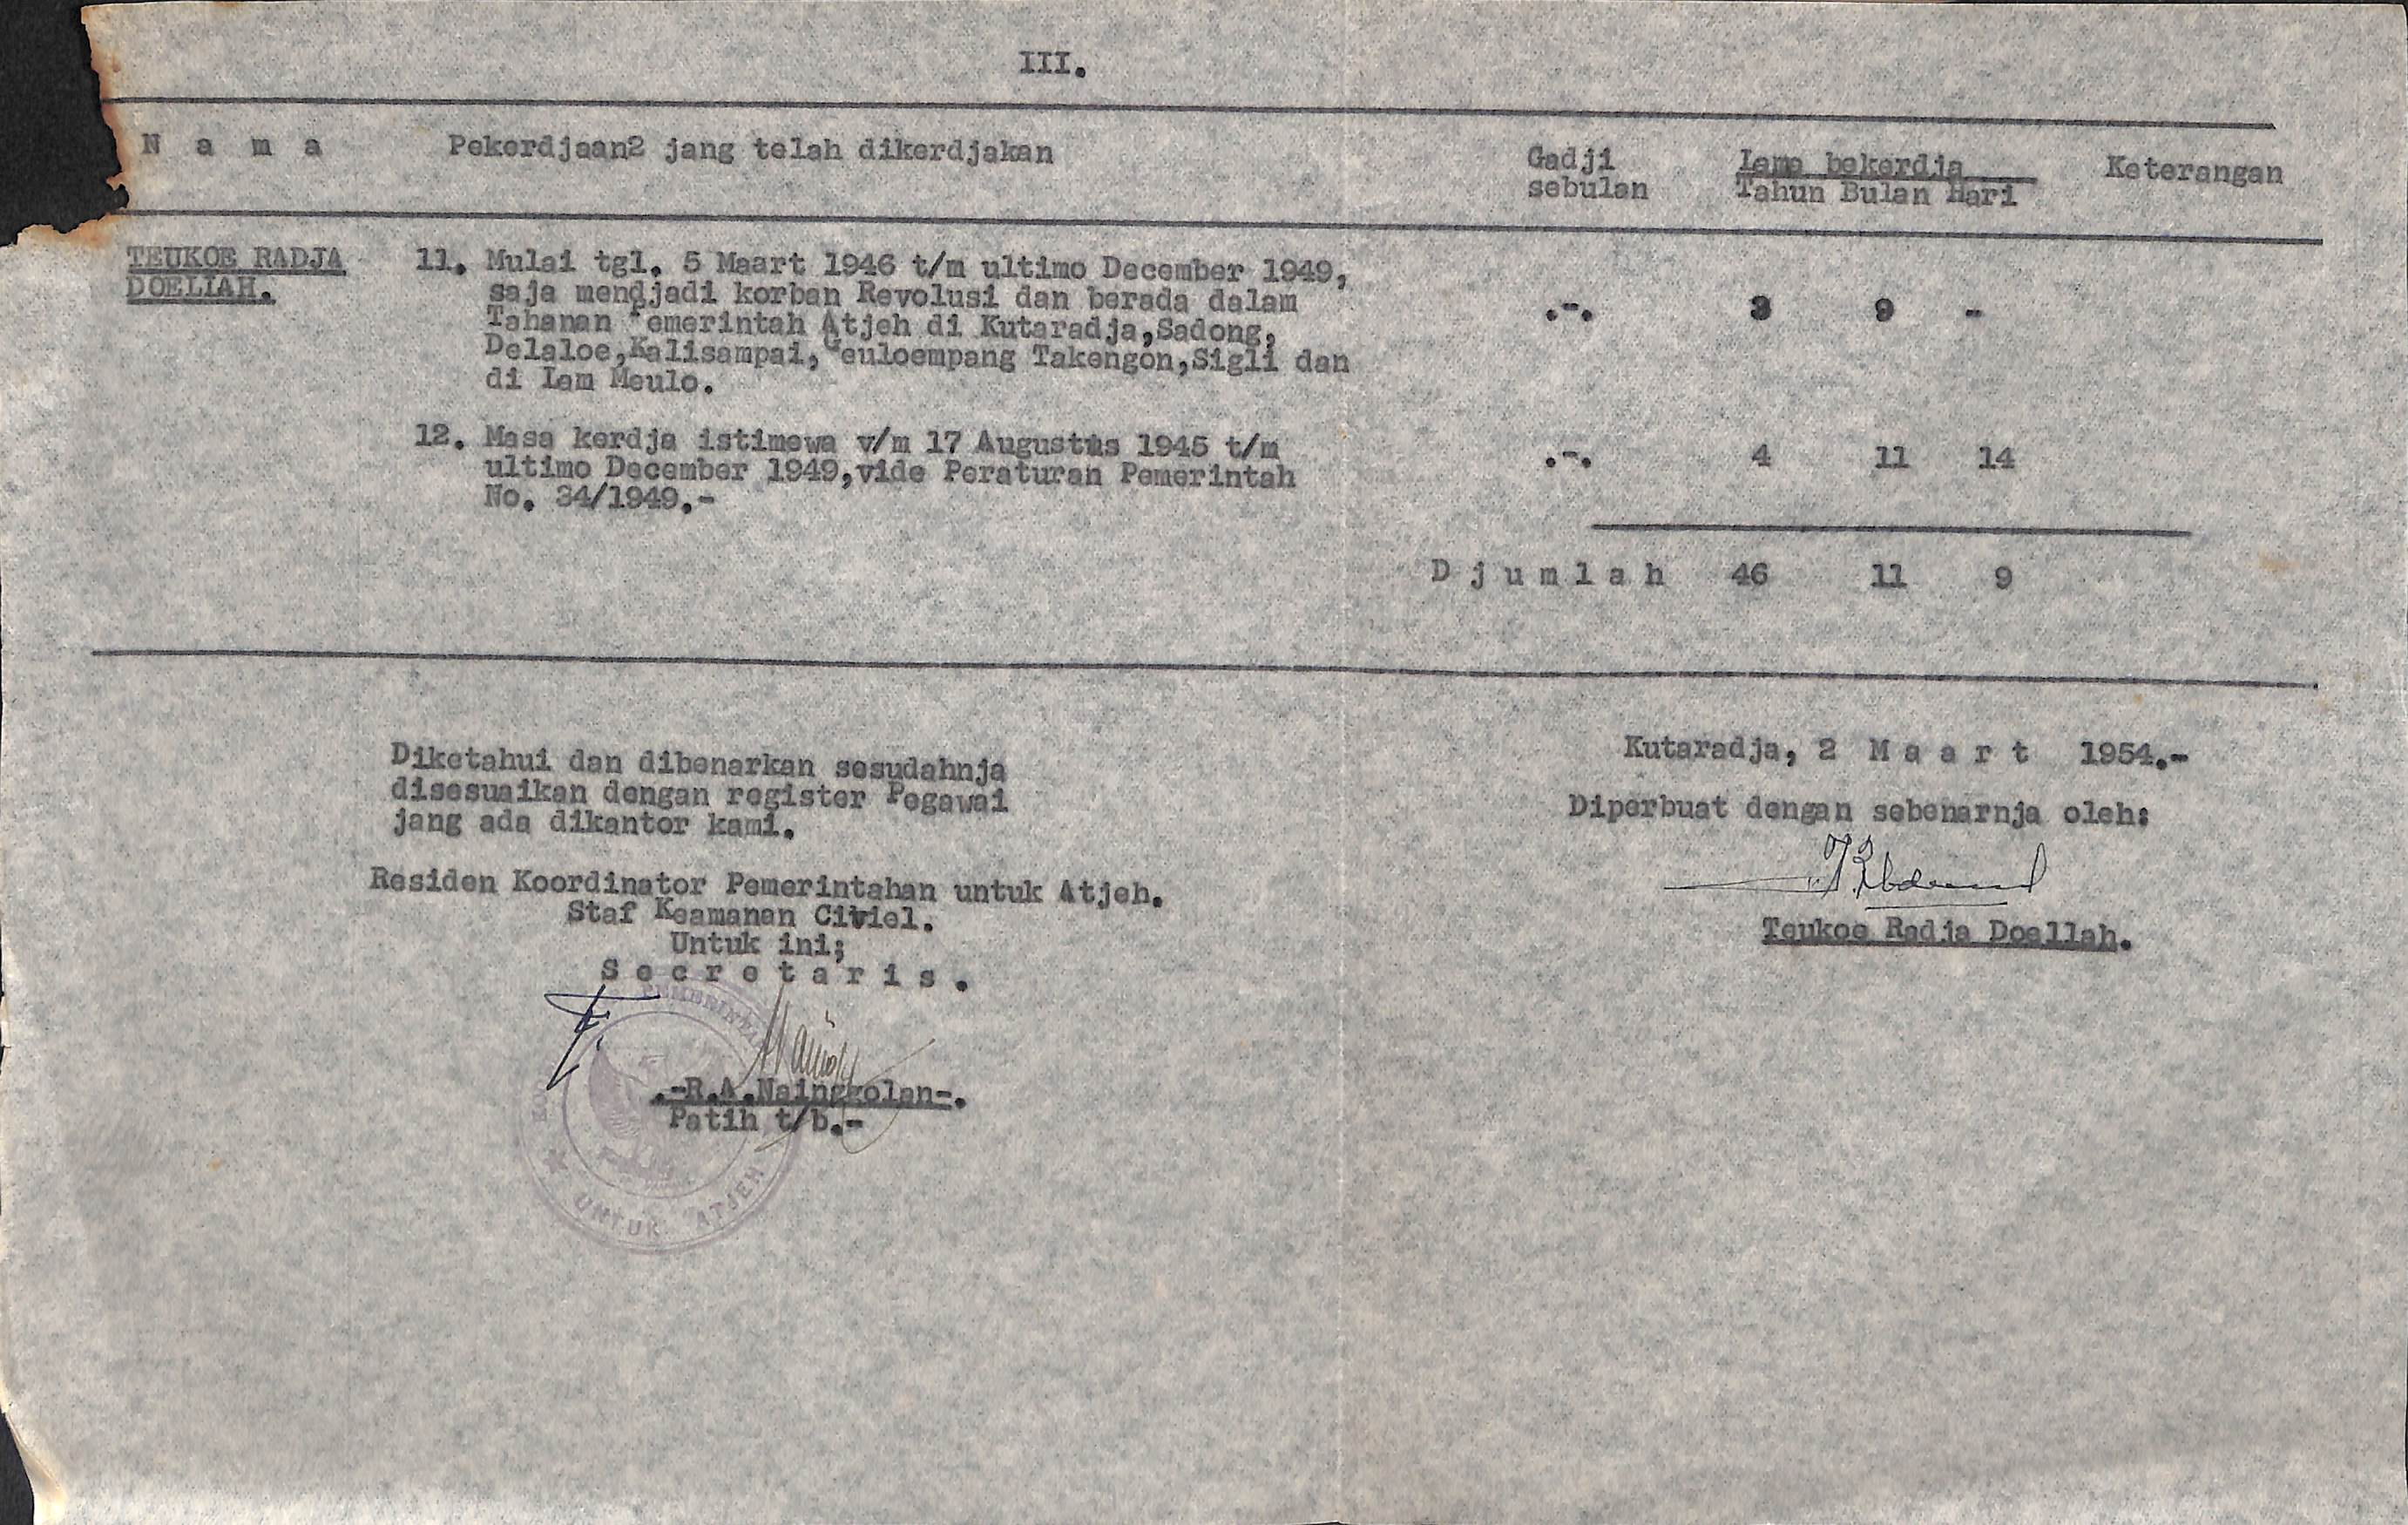 III.
N a m a Pekerdjaan2 jang telah dikerdjakan Gadji sebulan Lama bekerdja Tahun Bulan Hari Keterangan
TEUKOE RADJA
DOELLAH.
11. Mulai tgl. 5 Maart 1946 t/m ultimo December 1949, .-. 3 9 -
saja mendjadi korban Revolusi dan berada dalam
Tahanan Pemerintah Atjeh di Kutaradja,Sadong,
Delaloe,Kalisampai,Geuloempang Takengon,Sigli dan
di Lam Meulo.
12. Masa kerdja istimewa v/m 17 Augustus 1945 t/m .-. 4 11 14
ultimo December 1949,vide Peraturan Pemerintah
No. 34/1949.-
D j u m l a h 46 11 9
Diketahui dan dibenarkan sesudahnja
disesuaikan dengan register Pegawai
jang ada dikantor kami.
Residen Koordinator Pemerintahan untuk Atjeh.
Staf Keamanan Civiel.
Untuk ini;
S e c r e t a r i s .
.-R.A.Nainggolan-.
Patih t/b.-
UNTUK ATJEH
Kutaradja, 2 M a a r t 1954.-
Diperbuat dengan sebenarnja oleh:
Teukoe Radja Doellah.